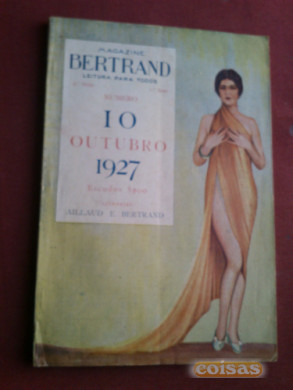 MAGAZINE
BERTRAND
LEITURA PARA TODOS
NUMERO
10
OUTUBRO
1927
AILLAUD E BERTRAND
coisas